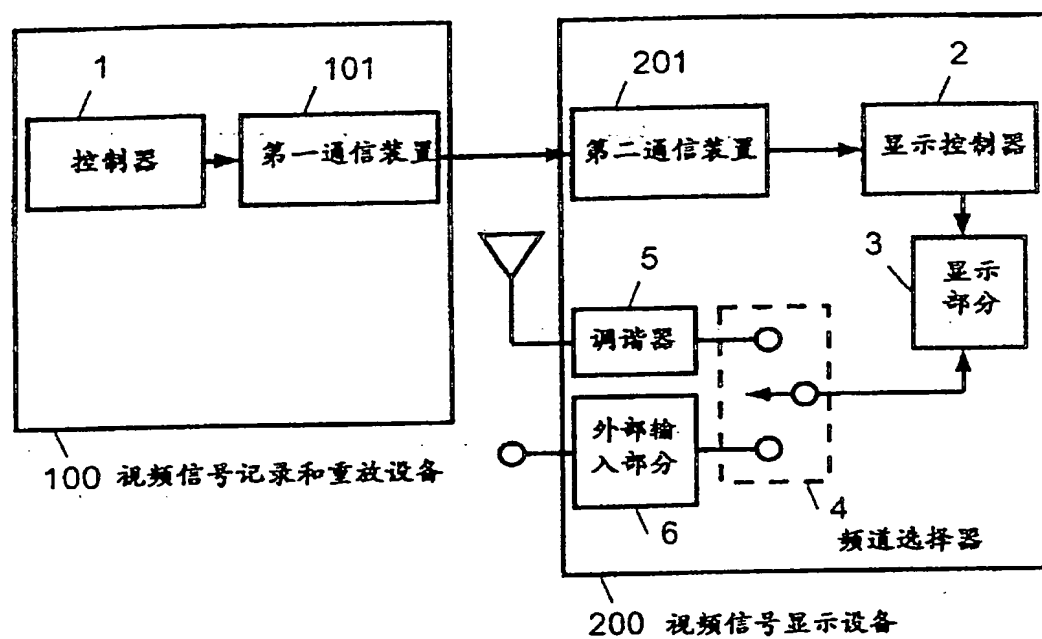 1
101
控制器
第一通信装置
100 视频信号记录和重放设备
201
2
第二通信装置
显示控制器
3
显示
部分
5
调谐器
外部输
入部分
6
4
频道选择器
200 视频信号显示设备